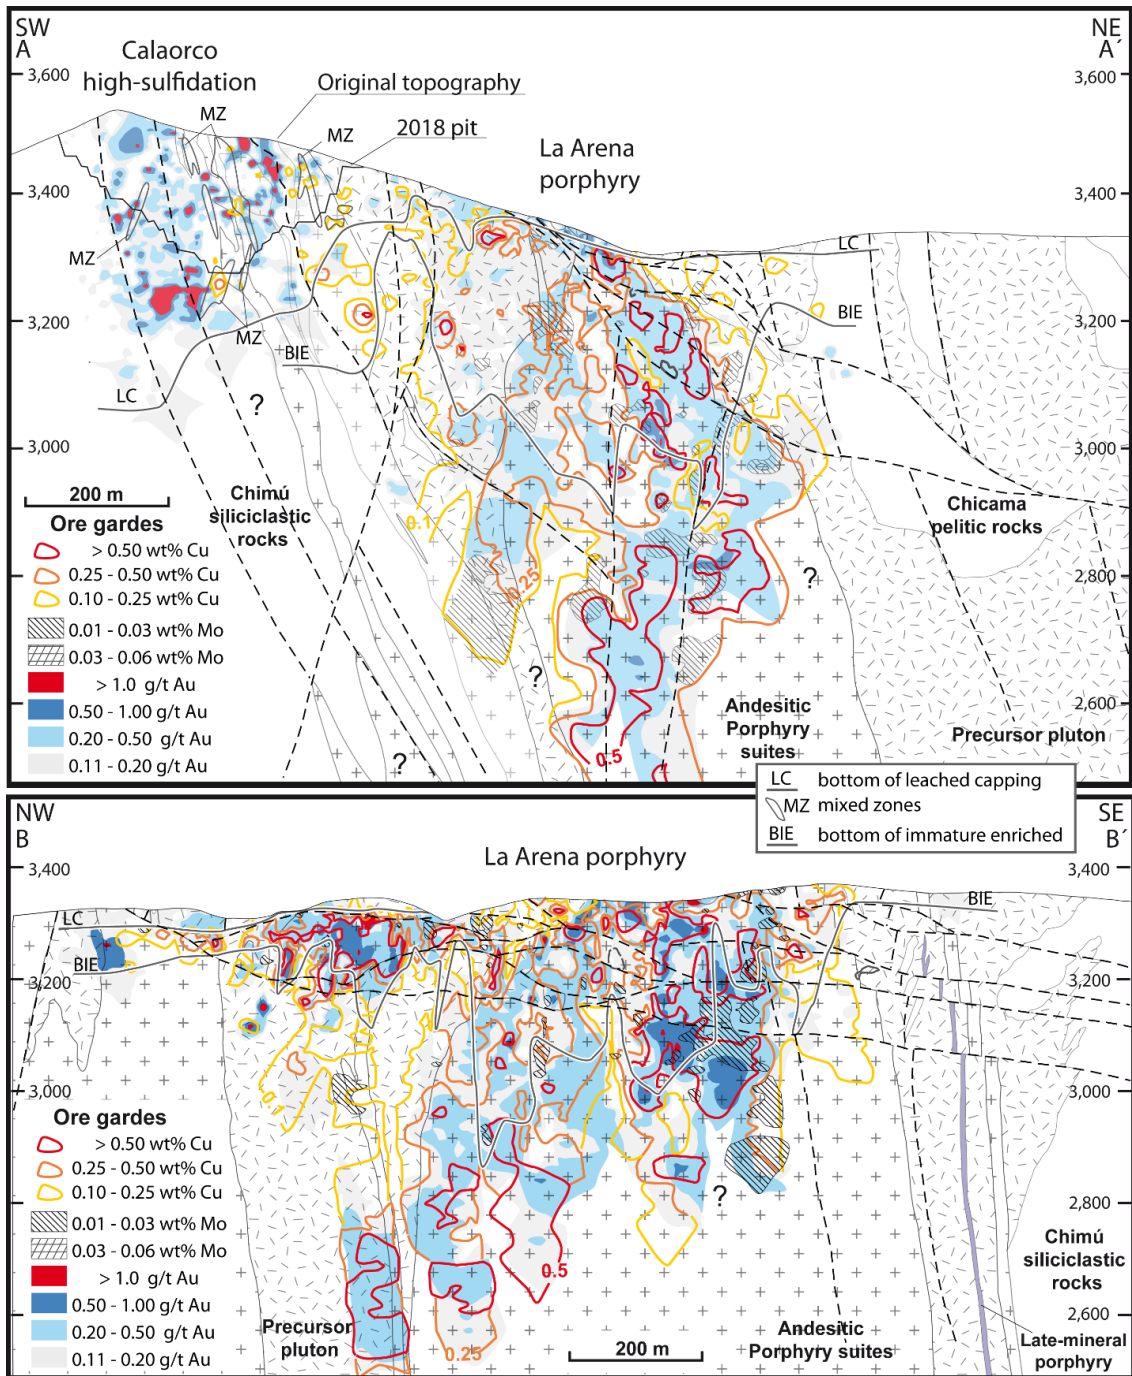 SW
A
NE
A´
Calaorco
high-sulfidation
Original topography
2018 pit
MZ
MZ
La Arena
porphyry
3,600
3,600
3,400
3,400
LC
MZ
BIE
3,200
3,200
MZ
BIE
LC
?
3,000
3,000
200 m
Chimú
siliciclastic
rocks
0.1
Chicama
pelitic rocks
0.25
?
2,800
?
2,600
Andesitic
Porphyry
suites
Precursor pluton
?
0.5
Ore gardes
> 0.50 wt% Cu
0.25 - 0.50 wt% Cu
0.10 - 0.25 wt% Cu
0.01 - 0.03 wt% Mo
0.03 - 0.06 wt% Mo
> 1.0 g/t Au
0.50 - 1.00 g/t Au
0.20 - 0.50 g/t Au
0.11 - 0.20 g/t Au
LC bottom of leached capping
MZ mixed zones
BIE bottom of immature enriched
NW
B
SE
B´
La Arena porphyry
3,400
3,400
LC
BIE
BIE
3,200
3,200
3,000
3,000
0.1
?
2,800
Chimú
siliciclastic
rocks
0.5
2,600
Precursor
pluton
0.25
200 m
Andesitic
Porphyry suites
Late-mineral
porphyry
Ore gardes
> 0.50 wt% Cu
0.25 - 0.50 wt% Cu
0.10 - 0.25 wt% Cu
0.01 - 0.03 wt% Mo
0.03 - 0.06 wt% Mo
> 1.0 g/t Au
0.50 - 1.00 g/t Au
0.20 - 0.50 g/t Au
0.11 - 0.20 g/t Au